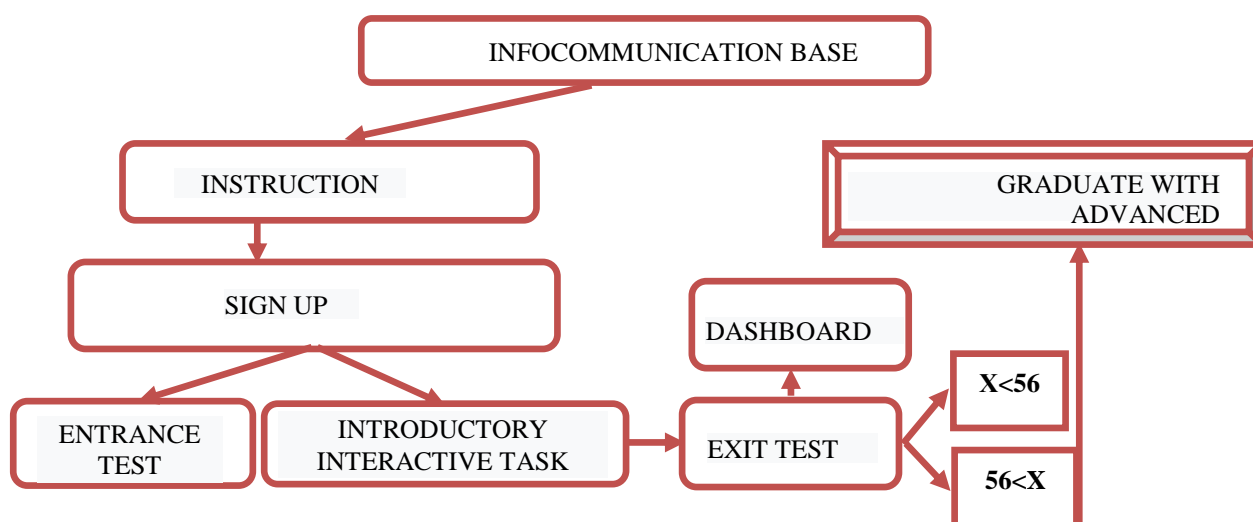 INFOCOMMUNICATION BASE
INSTRUCTION
GRADUATE WITH
ADVANCED
SIGN UP
DASHBOARD
X<56
ENTRANCE
TEST
INTRODUCTORY
INTERACTIVE TASK
EXIT TEST
56<X